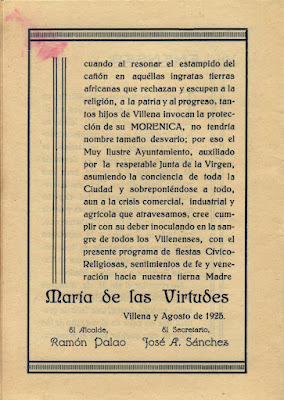 cuando al resonar el estampido del
cañón en aquéllas ingratas tierras
africanas que rechazan y escupen a la
religión, a la patria y al progreso, tan-
tos hijos de Villena invocan la protec-
ción de su MORENICA, no tendría
nombre tamaño desvarío; por eso el
Muy Ilustre Ayuntamiento, auxiliado
por la respetable Junta de la Virgen,
asumiendo la conciencia de toda la
Ciudad y sobreponiéndose a todo,
aun a la crisis comercial, industrial y
agrícola que atravesamos, cree cum-
plir con su deber inoculando en la san-
gre de todos los Villenenses, con el
presente programa de fiestas Cívico-
Religiosas, sentimientos de fe y vene-
ración hacia nuestra tierna Madre
María de las Virtudes
Villena y Agosto de 1925.
El Alcalde, El Secretario,
Ramón Palao José A. Sánchez